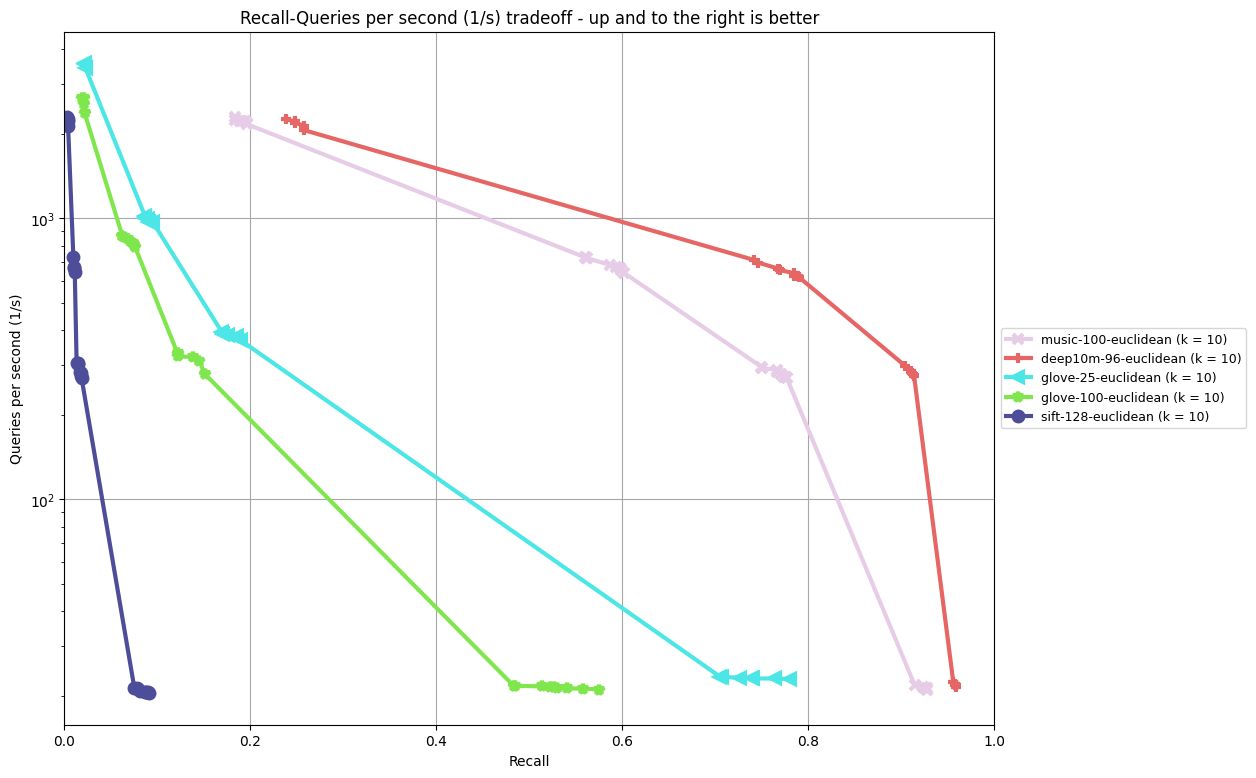 Recall-Queries per second (1/s) tradeoff - up and to the right is better
Queries per second (1/s)
10³
10²
0.0 0.2 0.4 0.6 0.8 1.0
Recall
music-100-euclidean (k = 10)
deep10m-96-euclidean (k = 10)
glove-25-euclidean (k = 10)
glove-100-euclidean (k = 10)
sift-128-euclidean (k = 10)